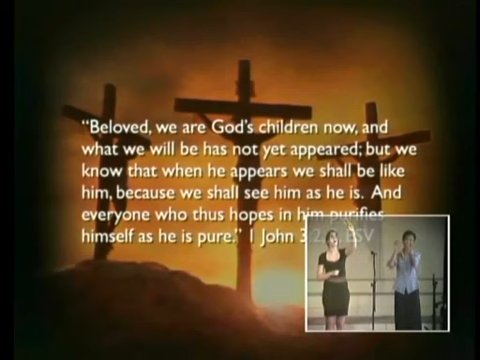 “Beloved, we are God's children now, and
what we will be has not yet appeared; but we
know that when he appears we shall be like
him, because we shall see him as he is. And
everyone who thus hopes in him purifies
himself as he is pure.” 1 John 3:2, ESV